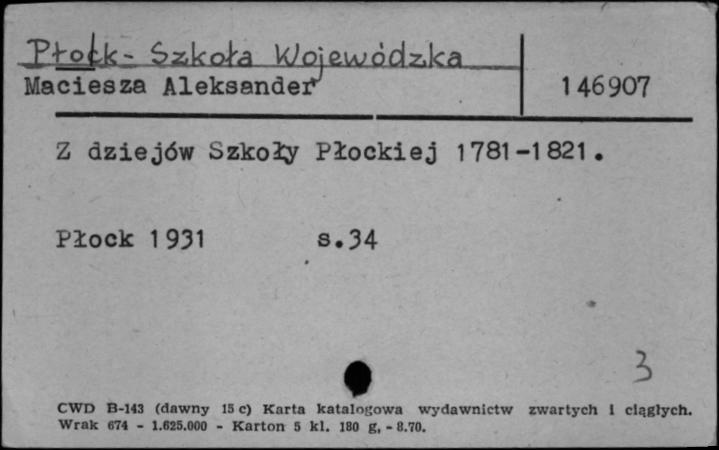 Płock - Szkoła Wojewódzka
Maciesza Aleksander
146907
Z dziejów Szkoły Płockiej 1781-1821.
Płock 1931 s.34
3
CWD B-143 (dawny 15 c) Karta katalogowa wydawnictw zwartych i ciągłych.
Wrak 674 - 1.625.000 - Karton 5 kl. 180 g, - 8.70.